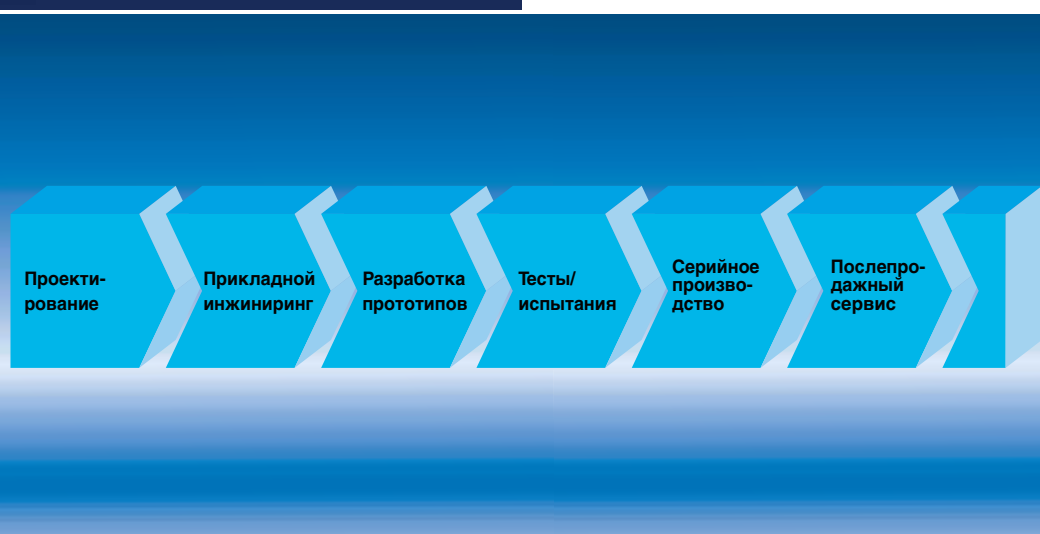 Проекти-
рование
Прикладной
инжиниринг
Разработка
прототипов
Тесты/
испытания
Серийное
произво-
дство
Послепро-
дажный
сервис